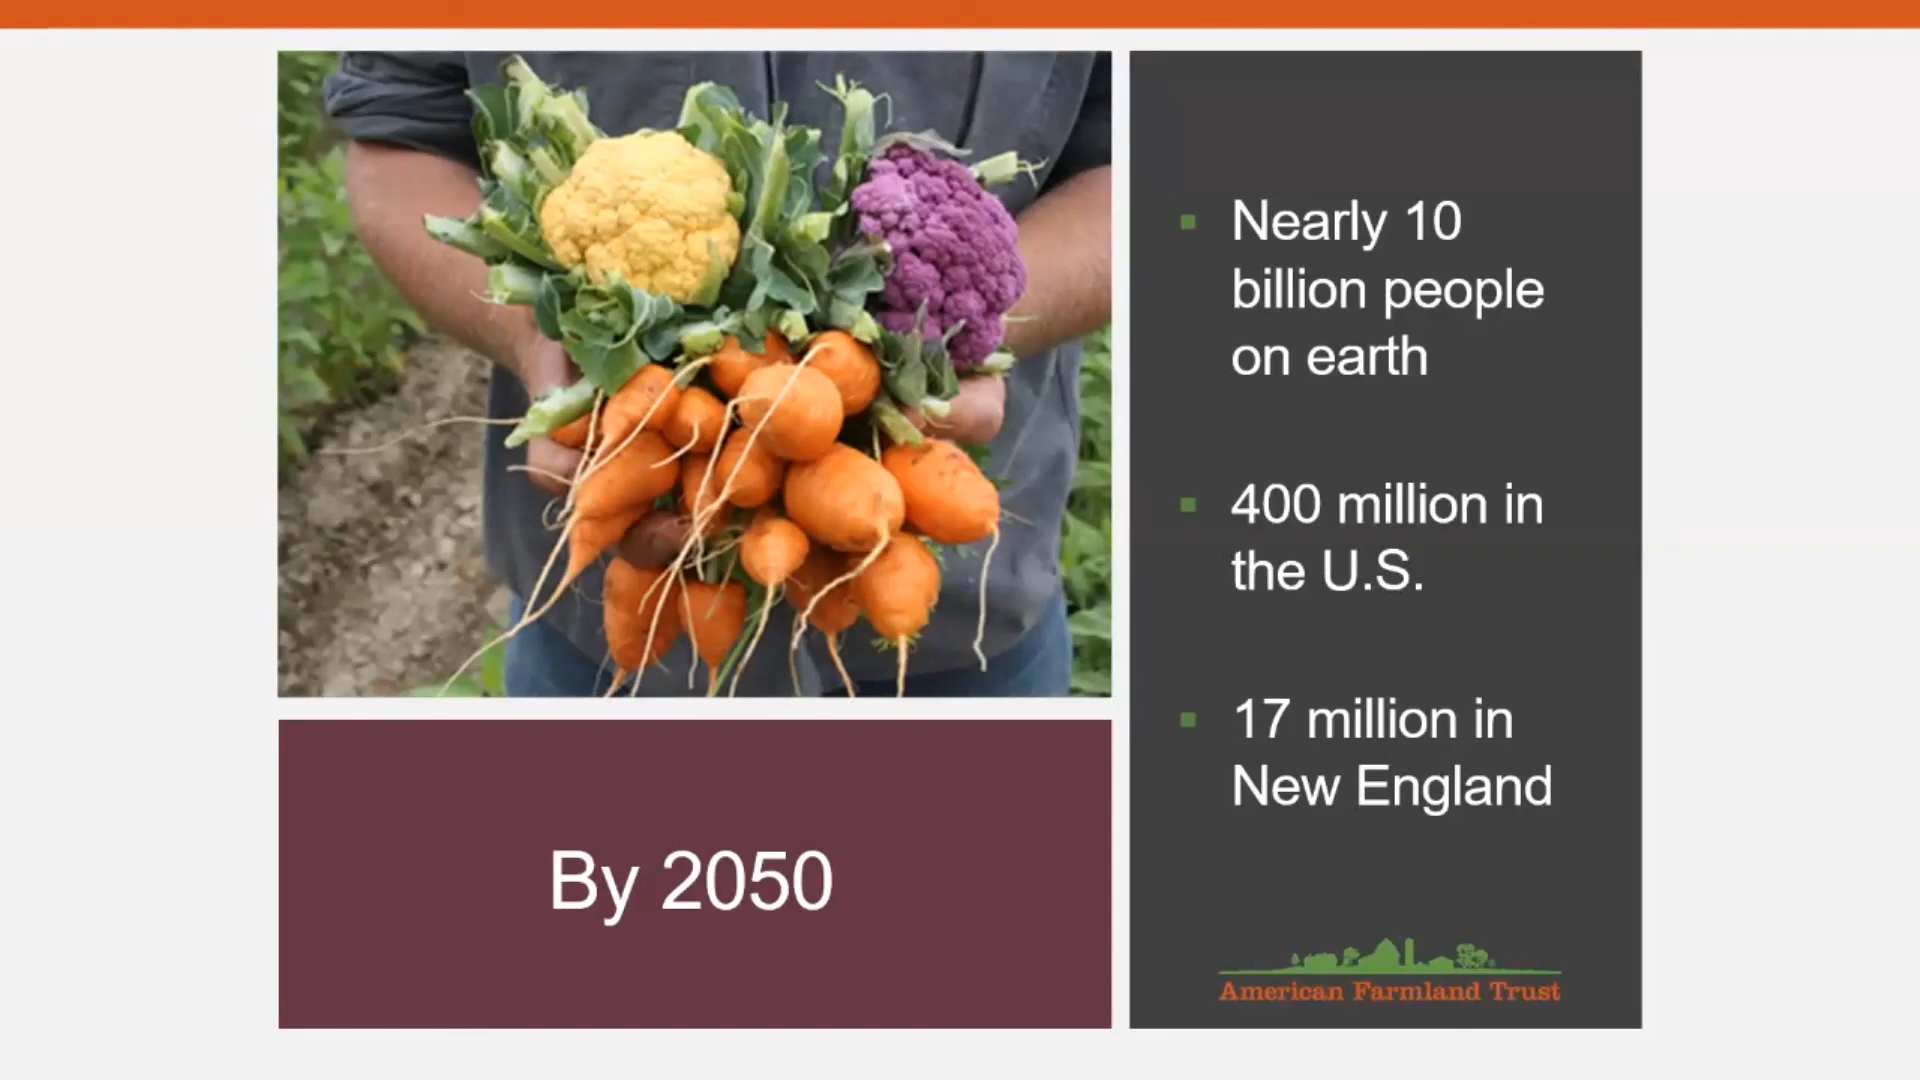 By 2050
Nearly 10
billion people
on earth
400 million in
the U.S.
17 million in
New England
American Farmland Trust